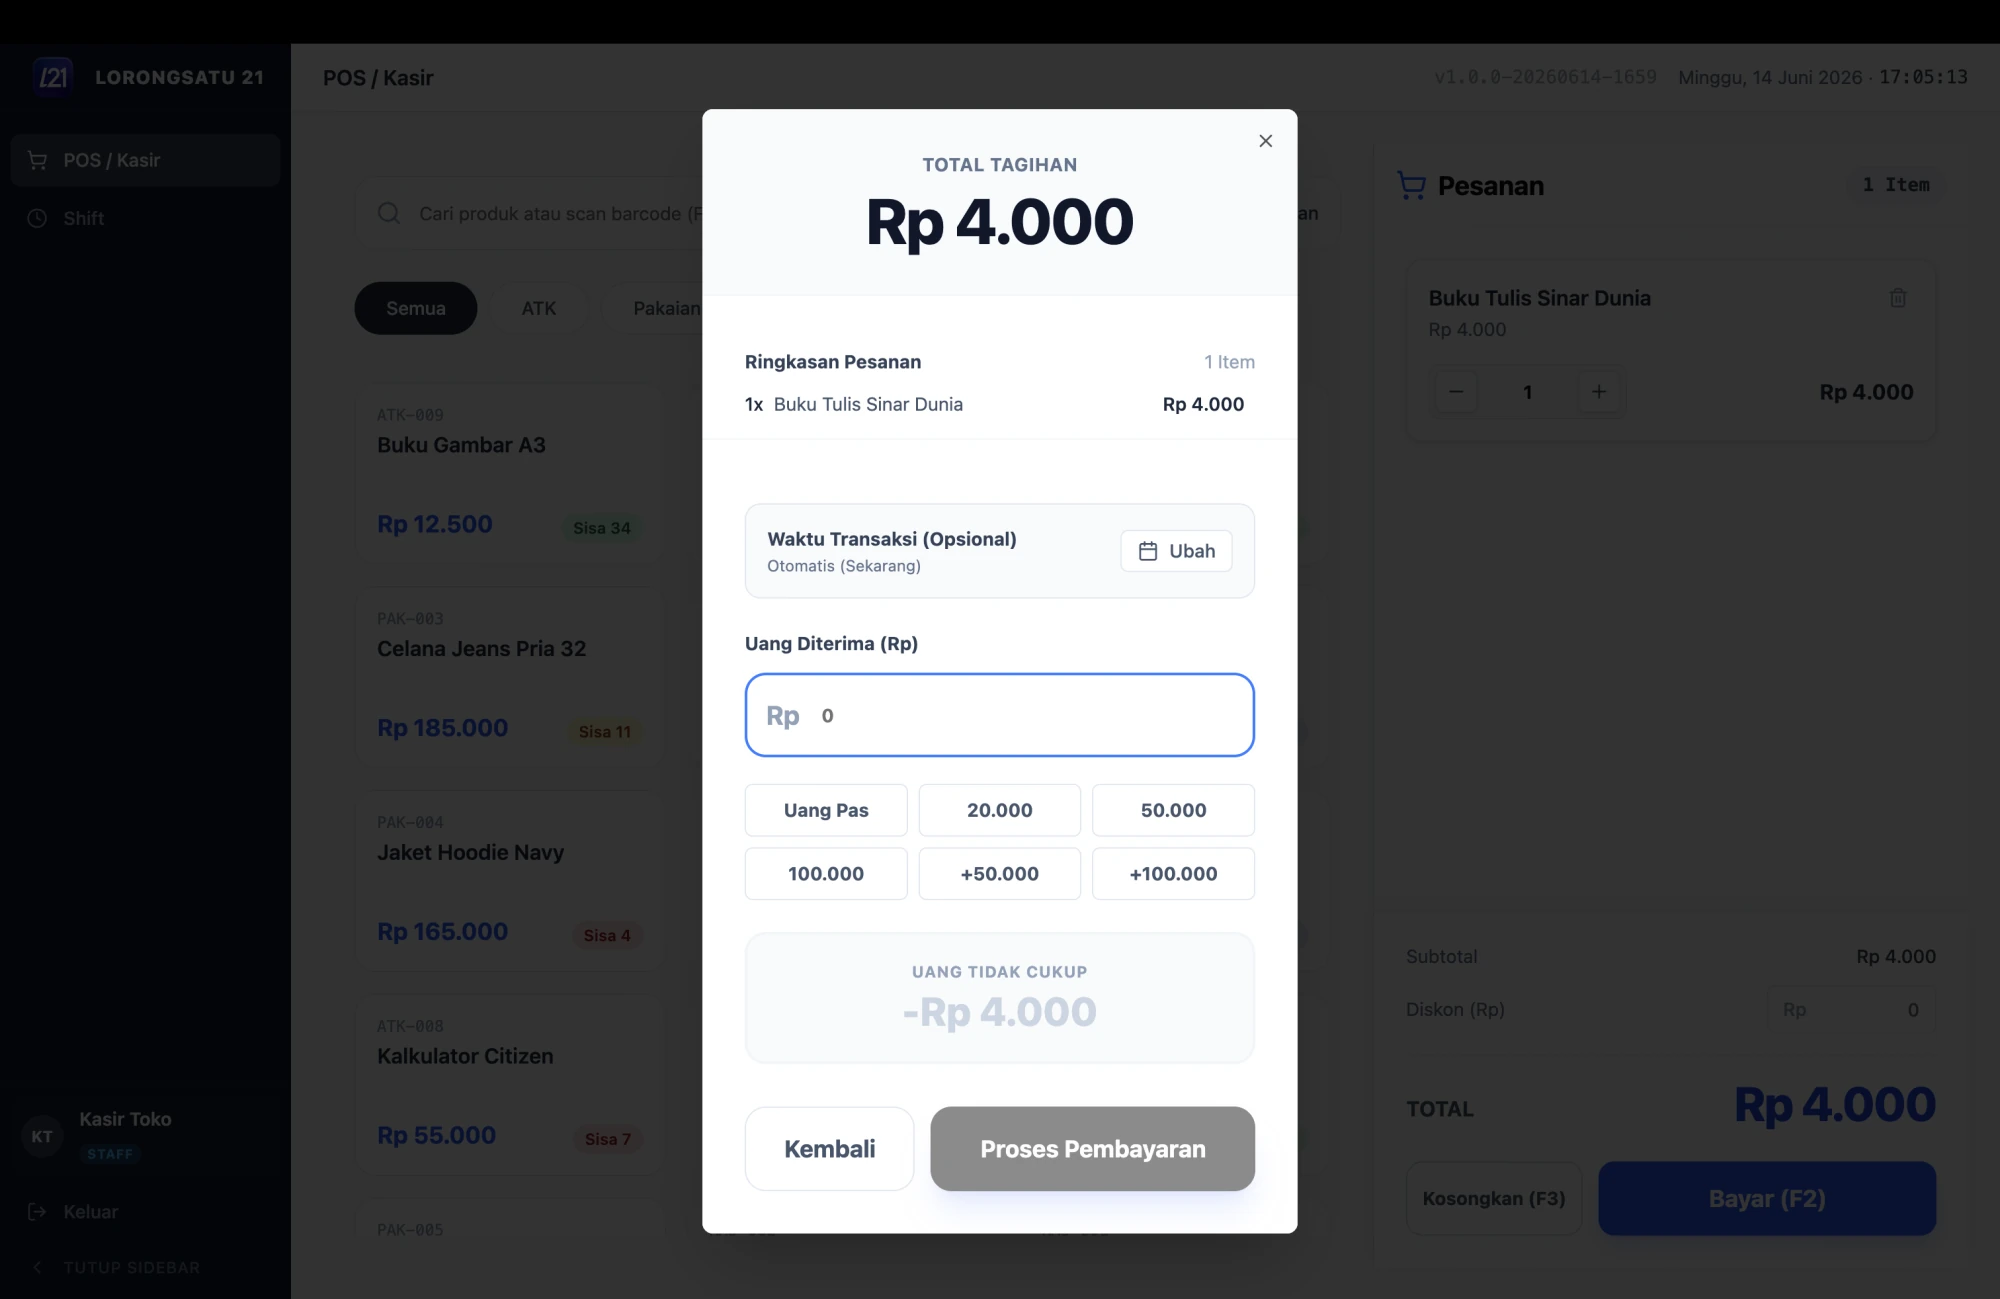 L21 LORONGSATU 21
POS / Kasir
Shift
Kasir Toko
KT
STAFF
Keluar
TUTUP SIDEBAR
POS / Kasir
v1.0.0-20260614-1659 Minggu, 14 Juni 2026 · 17:05:13
Cari produk atau scan barcode (F
an
Semua ATK Pakaian
ATK-009
Buku Gambar A3
Rp 12.500 Sisa 34
PAK-003
Celana Jeans Pria 32
Rp 185.000 Sisa 11
PAK-004
Jaket Hoodie Navy
Rp 165.000 Sisa 4
ATK-008
Kalkulator Citizen
Rp 55.000 Sisa 7
PAK-005
TOTAL TAGIHAN
Rp 4.000
Ringkasan Pesanan 1 Item
1x Buku Tulis Sinar Dunia Rp 4.000
Waktu Transaksi (Opsional)
Otomatis (Sekarang)
Ubah
Uang Diterima (Rp)
Rp 0
Uang Pas 20.000 50.000
100.000 +50.000 +100.000
UANG TIDAK CUKUP
-Rp 4.000
Kembali Proses Pembayaran
Pesanan 1 Item
Buku Tulis Sinar Dunia
Rp 4.000
1 Rp 4.000
Subtotal Rp 4.000
Diskon (Rp) Rp 0
TOTAL Rp 4.000
Kosongkan (F3) Bayar (F2)